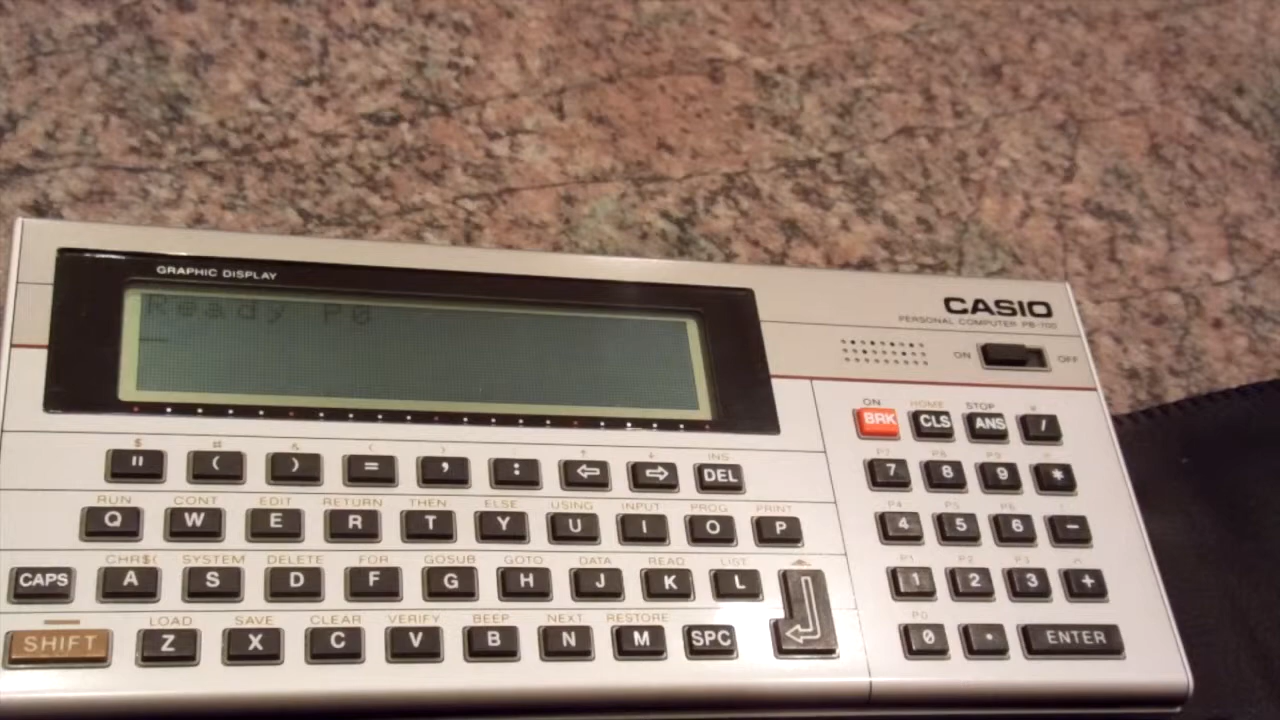 GRAPHIC DISPLAY
CASIO
PERSONAL COMPUTER PB-700
Ready P0
ON OFF
ON HOME STOP
BRK CLS ANS /
$ # & ( ) ; ↑ ↓ INS
" ( ) = , : ⇦ ⇨ DEL
P7 P8 P9
7 8 9 *
RUN CONT EDIT RETURN THEN ELSE USING INPUT PROG PRINT
Q W E R T Y U I O P
P4 P5 P6
4 5 6 -
CHR$( SYSTEM DELETE FOR GOSUB GOTO DATA READ LIST
CAPS A S D F G H J K L
P1 P2 P3
1 2 3 +
LOAD SAVE CLEAR VERIFY BEEP NEXT RESTORE
SHIFT Z X C V B N M SPC
P0
0 . ENTER